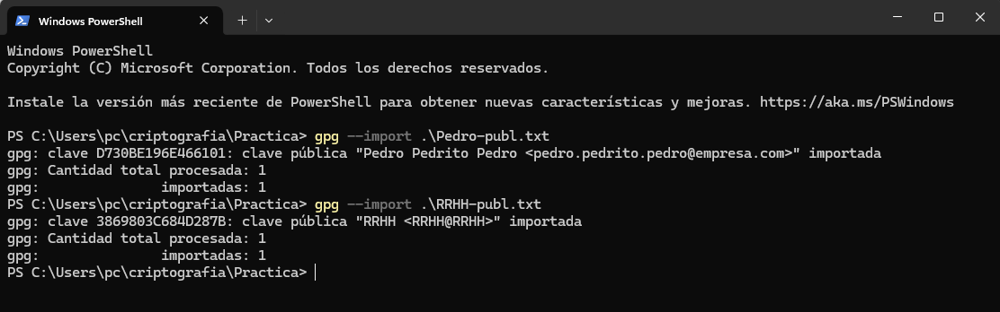 Windows PowerShell
Windows PowerShell
Copyright (C) Microsoft Corporation. Todos los derechos reservados.
Instale la versión más reciente de PowerShell para obtener nuevas características y mejoras. https://aka.ms/PSWindows
PS C:\Users\pc\criptografia\Practica> gpg --import .\Pedro-publ.txt
gpg: clave D730BE196E466101: clave pública "Pedro Pedrito Pedro <pedro.pedrito.pedro@empresa.com>" importada
gpg: Cantidad total procesada: 1
gpg:               importadas: 1
PS C:\Users\pc\criptografia\Practica> gpg --import .\RRHH-publ.txt
gpg: clave 3869803C684D287B: clave pública "RRHH <RRHH@RRHH>" importada
gpg: Cantidad total procesada: 1
gpg:               importadas: 1
PS C:\Users\pc\criptografia\Practica>